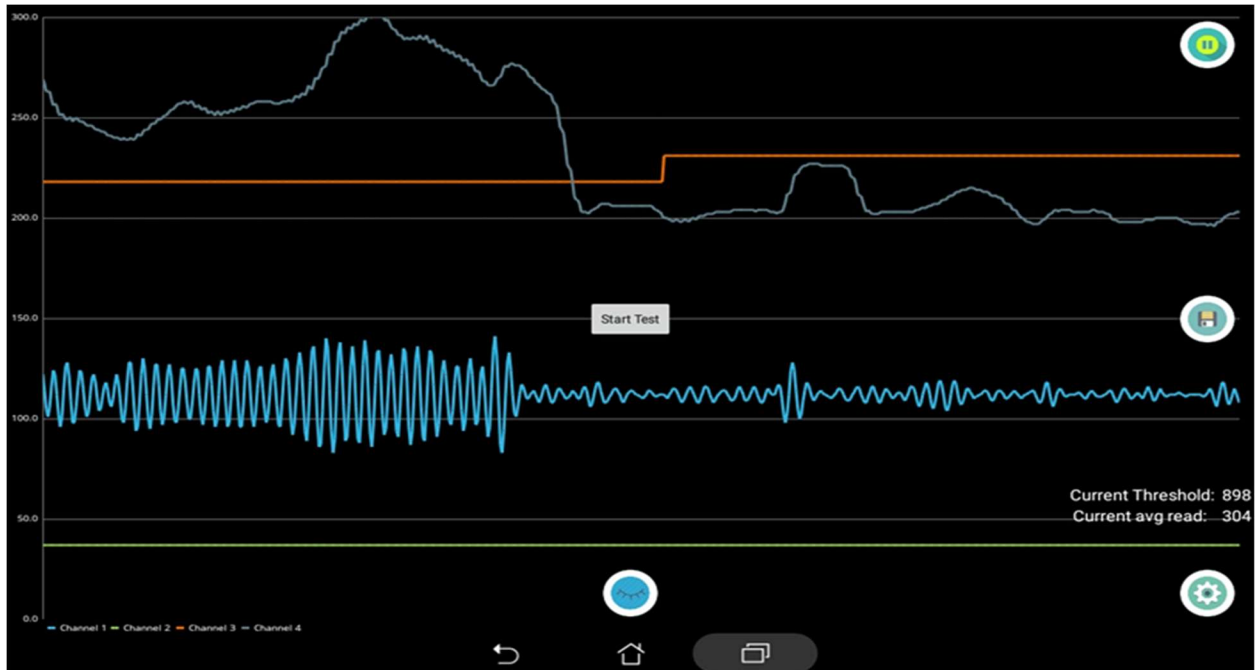 300.0
250.0
200.0
150.0
Start Test
100.0
Current Threshold: 898
50.0
Current avg read: 304
0.0
Channel 1 Channel 2 Channel 3 Channel 4